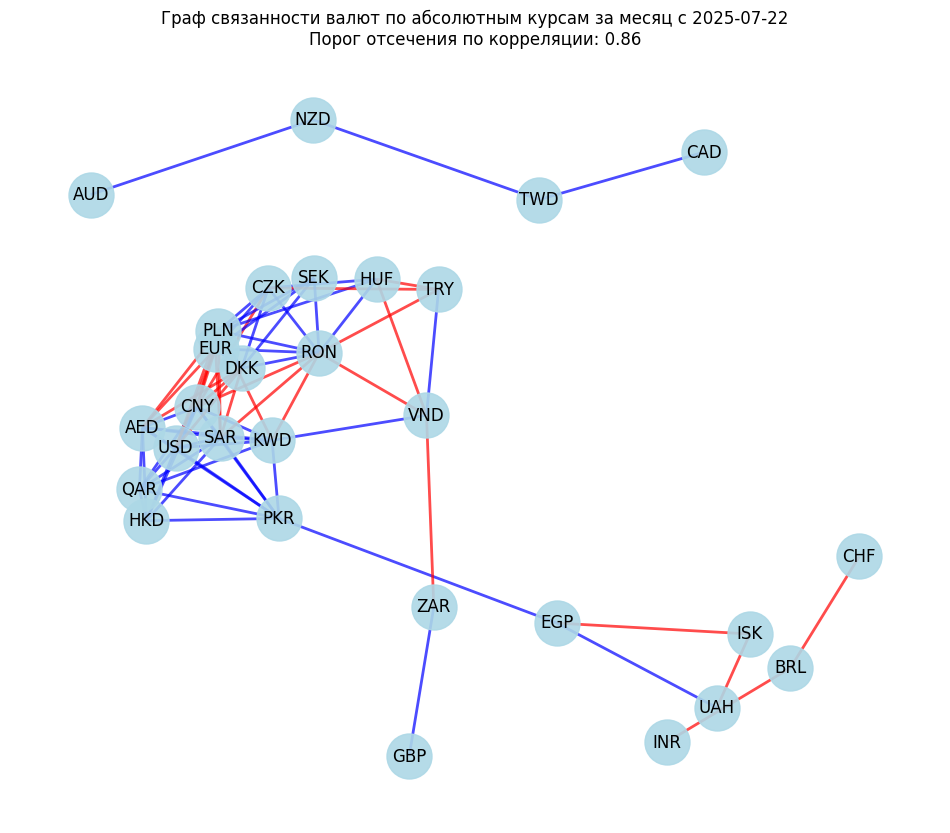 Граф связанности валют по абсолютным курсам за месяц с 2025-07-22
Порог отсечения по корреляции: 0.86
NZD
CAD
AUD
TWD
SEK
HUF
CZK
TRY
PLN
EUR
RON
DKK
CNY
VND
AED
SAR
KWD
USD
QAR
PKR
HKD
CHF
ZAR
EGP
ISK
BRL
UAH
INR
GBP